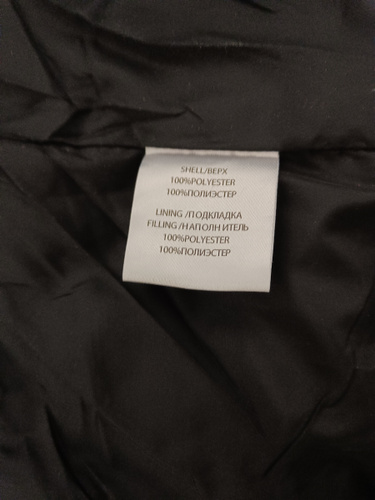 SHELL/ВЕРХ
100%POLYESTER
100%ПОЛИЭСТЕР
LINING /ПОДКЛАДКА
FILLING /НАПОЛНИТЕЛЬ
100%POLYESTER
100%ПОЛИЭСТЕР